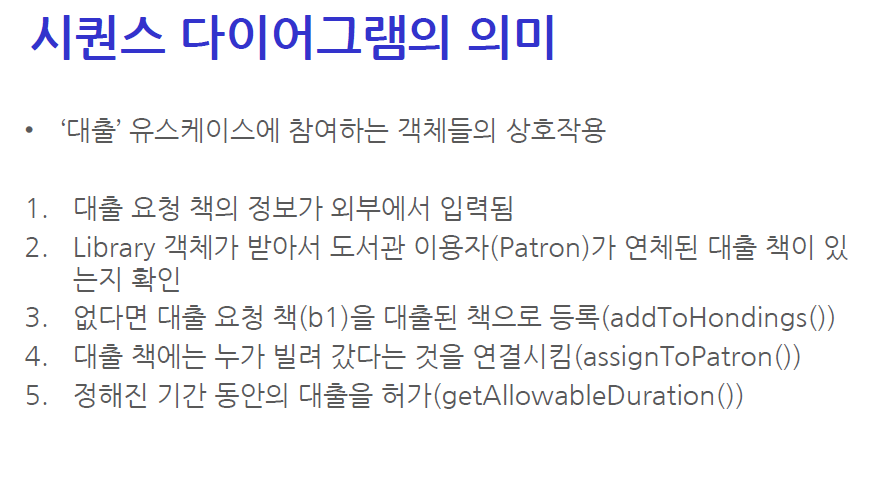 시퀀스 다이어그램의 의미
• ‘대출’ 유스케이스에 참여하는 객체들의 상호작용
1. 대출 요청 책의 정보가 외부에서 입력됨
2. Library 객체가 받아서 도서관 이용자(Patron)가 연체된 대출 책이 있
는지 확인
3. 없다면 대출 요청 책(b1)을 대출된 책으로 등록(addToHondings())
4. 대출 책에는 누가 빌려 갔다는 것을 연결시킴(assignToPatron())
5. 정해진 기간 동안의 대출을 허가(getAllowableDuration())